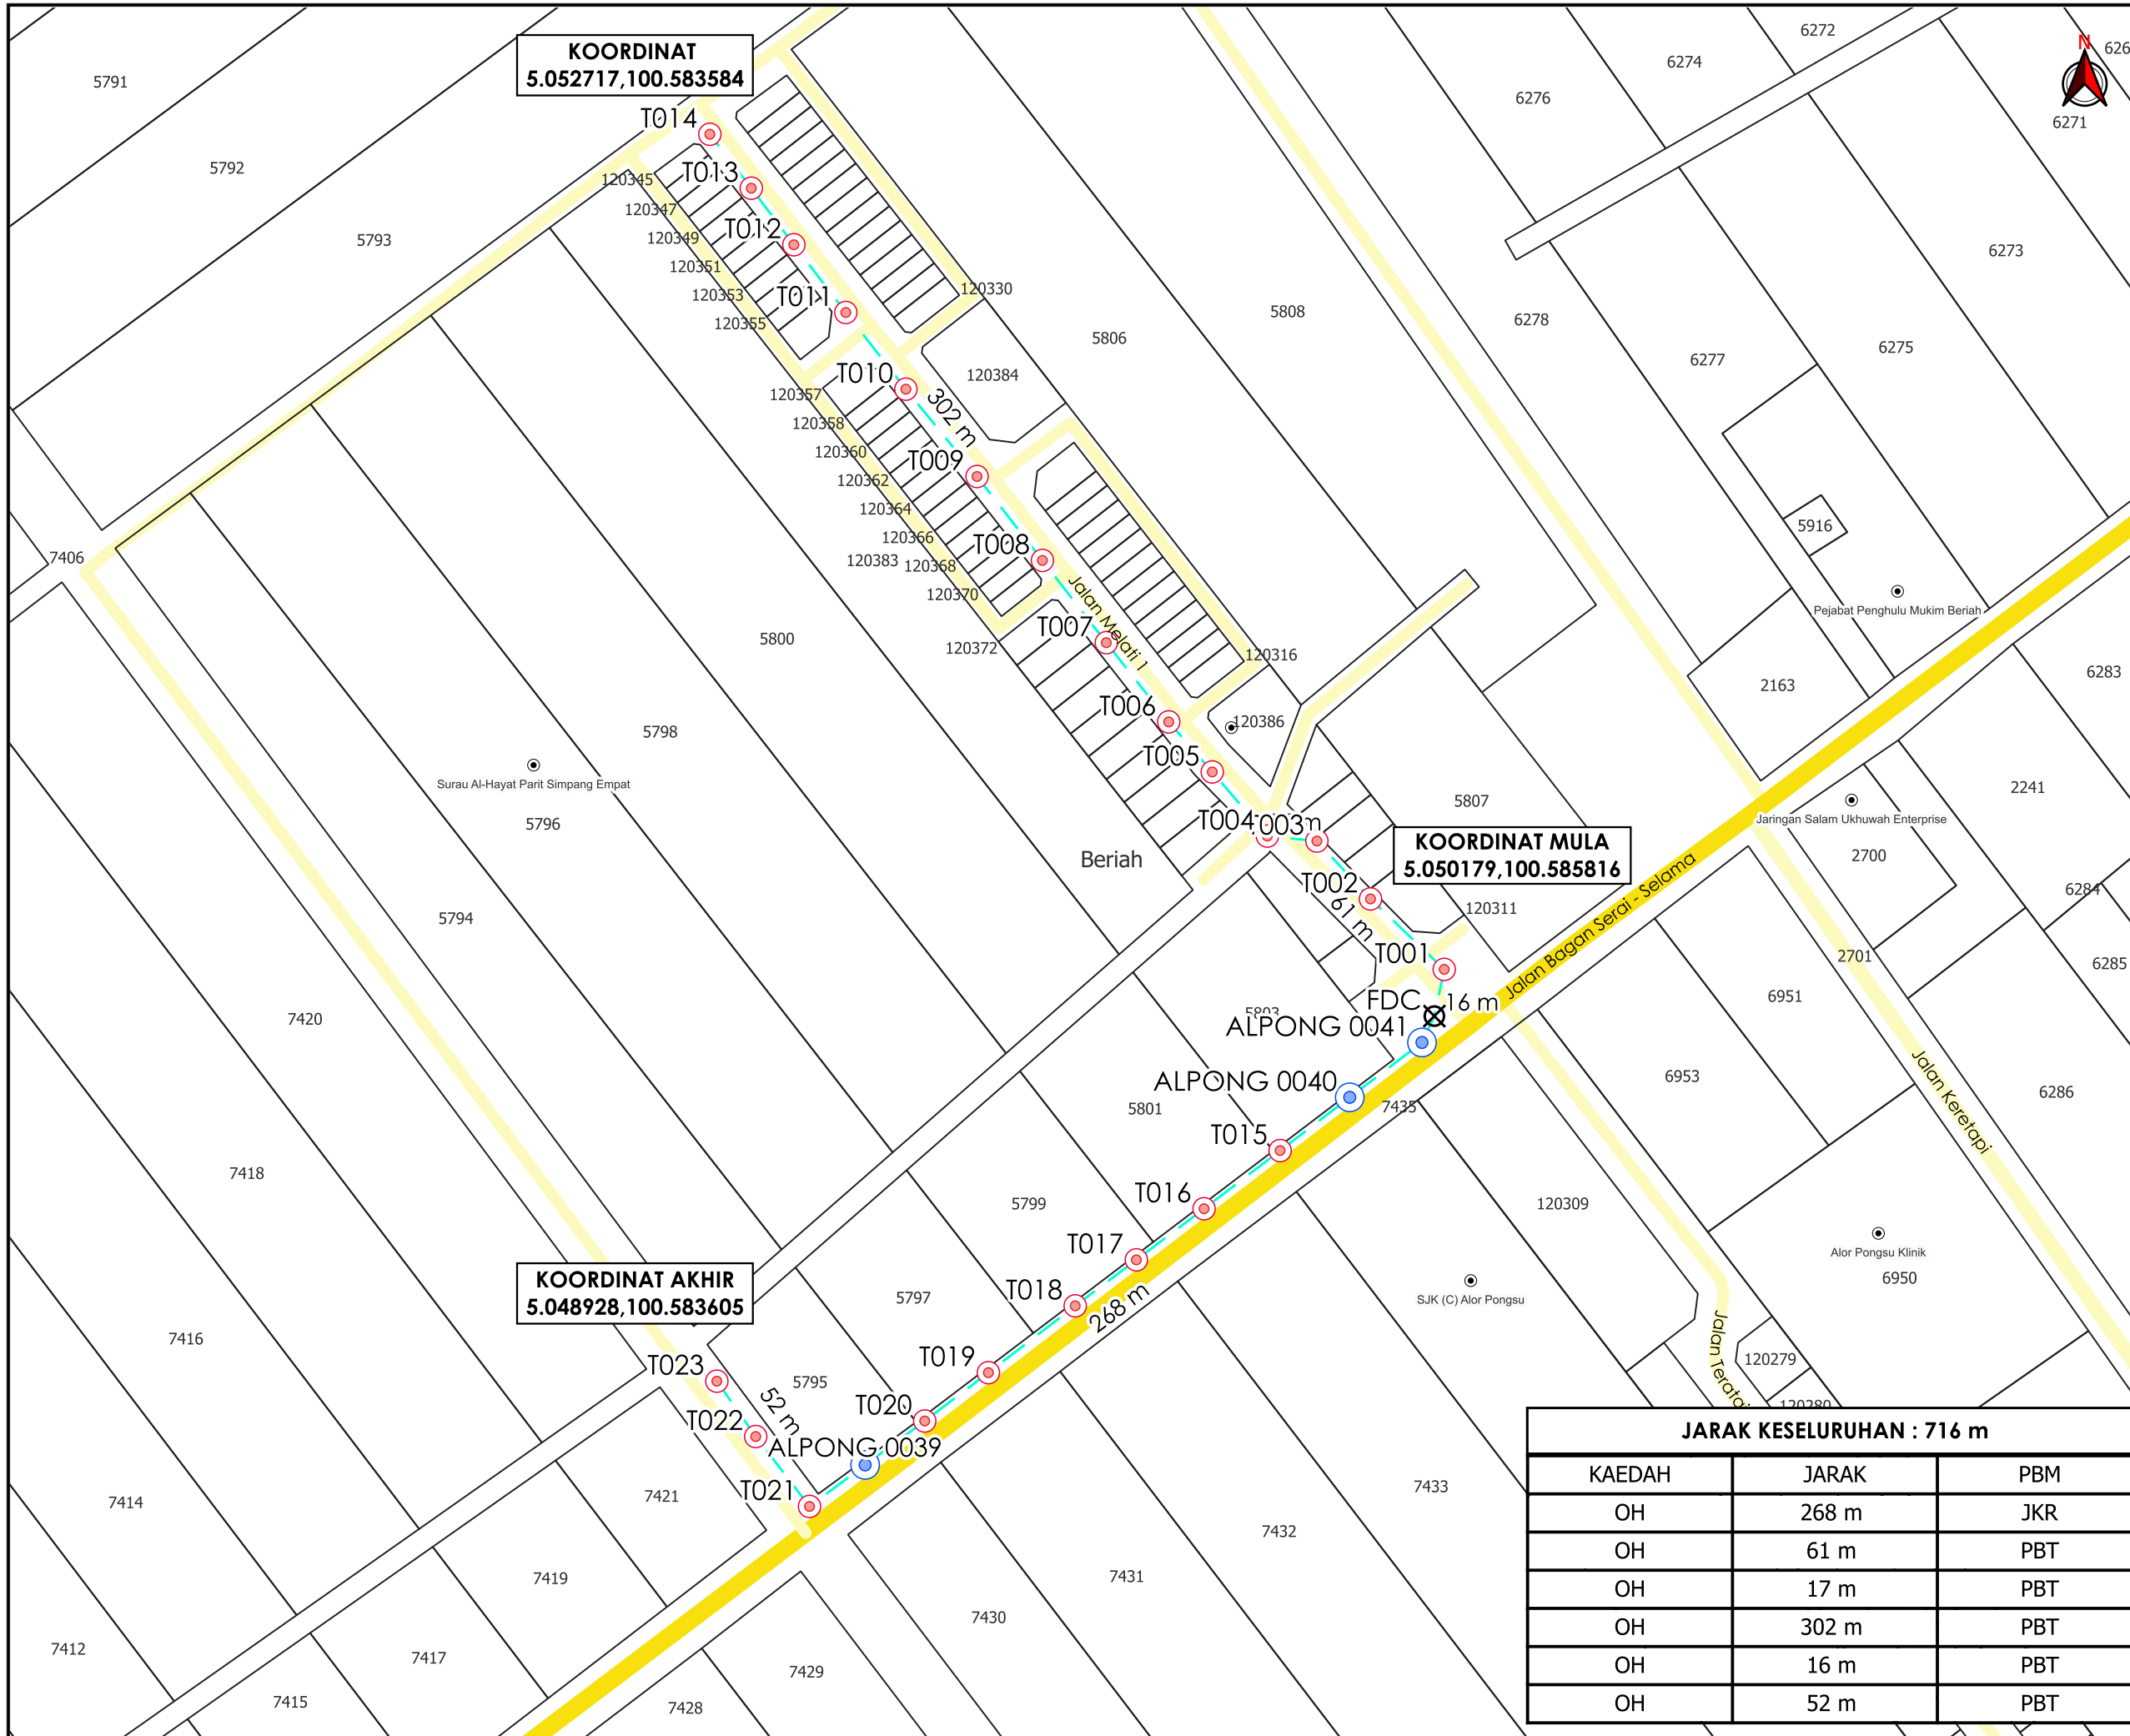 KOORDINAT
5.052717,100.583584
N
5791
5792
5793
6272
6274
6276
6271
6273
6278
6277
6275
5808
5806
T014
T013
T012
T011
T010
T009
T008
T007
T006
T005
T004
T003
T002
T001
120345
120347
120349
120351
120353
120355
120330
120384
120357
120358
120360
120362
120364
120366
120383
120368
120370
120372
302 m
Jalan Melati 1
120316
120386
7406
5800
5798
5916
Pejabat Penghulu Mukim Beriah
2163
6283
Surau Al-Hayat Parit Simpang Empat
5796
5794
5807
2241
Jaringan Salam Ukhuwah Enterprise
2700
Beriah
KOORDINAT MULA
5.050179,100.585816
120311
61 m
Jalan Bagan Serai - Selama
6284
2701
6285
6951
6953
6286
Jalan Keretapi
FDC
16 m
5803
ALPONG 0041
ALPONG 0040
7435
5801
T015
T016
T017
T018
T019
T020
7420
7418
5799
120309
Alor Pongsu Klinik
6950
SJK (C) Alor Pongsu
268 m
KOORDINAT AKHIR
5.048928,100.583605
5797
7416
T023
T022
T021
52 m
5795
ALPONG 0039
120279
120280
7414
7421
7433
7432
7419
7431
7430
7412
7417
7429
7415
7428
JARAK KESELURUHAN : 716 m
KAEDAH JARAK PBM
OH 268 m JKR
OH 61 m PBT
OH 17 m PBT
OH 302 m PBT
OH 16 m PBT
OH 52 m PBT